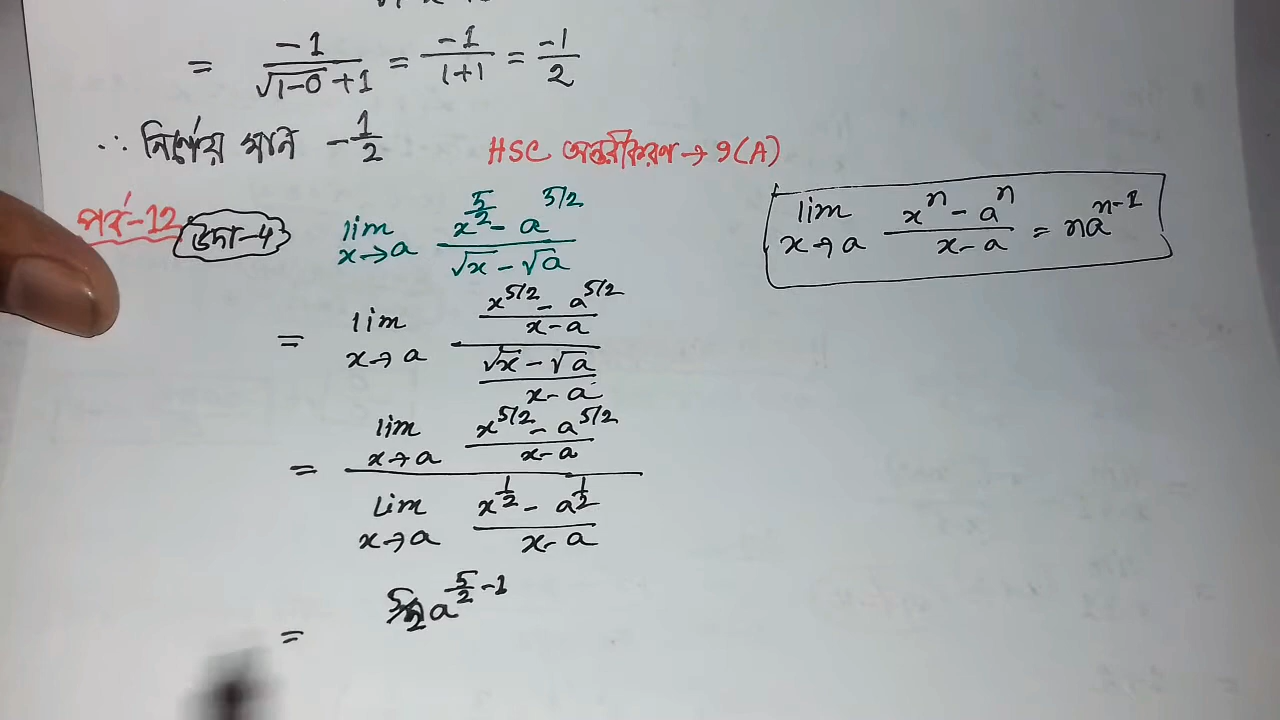 = -1/(√(1-0)+1) = -1/(1+1) = -1/2
∴ নির্ণেয় মান -1/2
HSC অন্তরীকরণ → 9(A)
পর্ব-12
উদা-4
lim x→a (x^(5/2) - a^(5/2))/(√x - √a)
lim x→a (x^n - a^n)/(x-a) = na^(n-1)
= lim x→a ((x^(5/2) - a^(5/2))/(x-a))/((√x - √a)/(x-a))
= (lim x→a (x^(5/2) - a^(5/2))/(x-a))/(lim x→a (x^(1/2) - a^(1/2))/(x-a))
= 5/2 a^(5/2 -1)